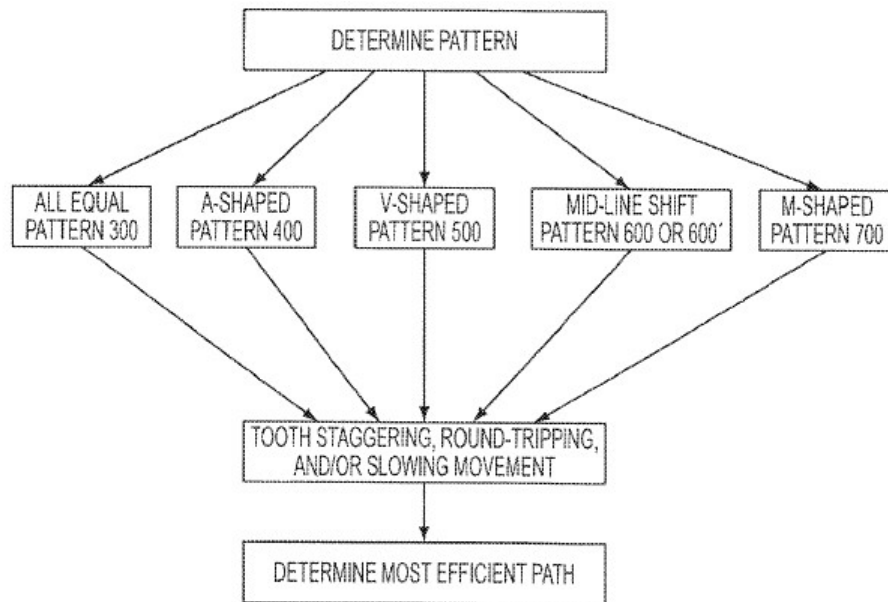 DETERMINE PATTERN
ALL EQUAL
PATTERN 300
A-SHAPED
PATTERN 400
V-SHAPED
PATTERN 500
MID-LINE SHIFT
PATTERN 600 OR 600´
M-SHAPED
PATTERN 700
TOOTH STAGGERING, ROUND-TRIPPING,
AND/OR SLOWING MOVEMENT
DETERMINE MOST EFFICIENT PATH